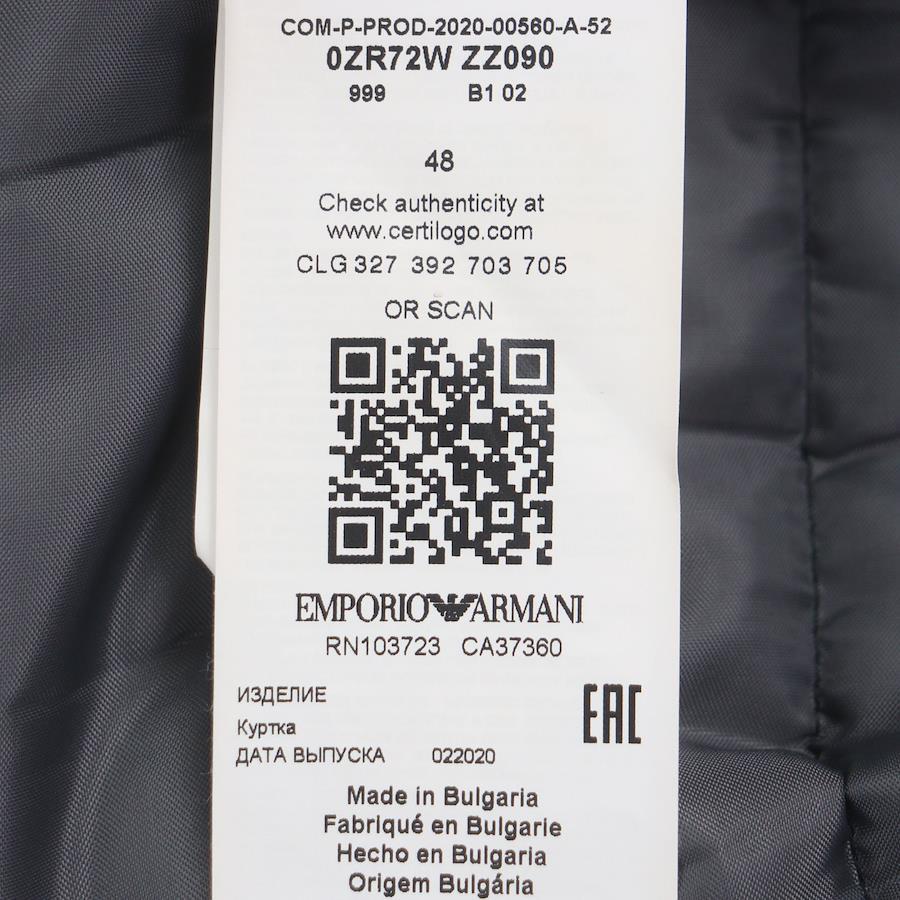 COM-P-PROD-2020-00560-A-52
0ZR72W ZZ090
999 B1 02
48
Check authenticity at
www.certilogo.com
CLG 327 392 703 705
OR SCAN
EMPORIO ARMANI
RN103723 CA37360
ИЗДЕЛИЕ
EAC
Куртка
ДАТА ВЫПУСКА 022020
Made in Bulgaria
Fabriqué en Bulgarie
Hecho en Bulgaria
Origem Bulgária